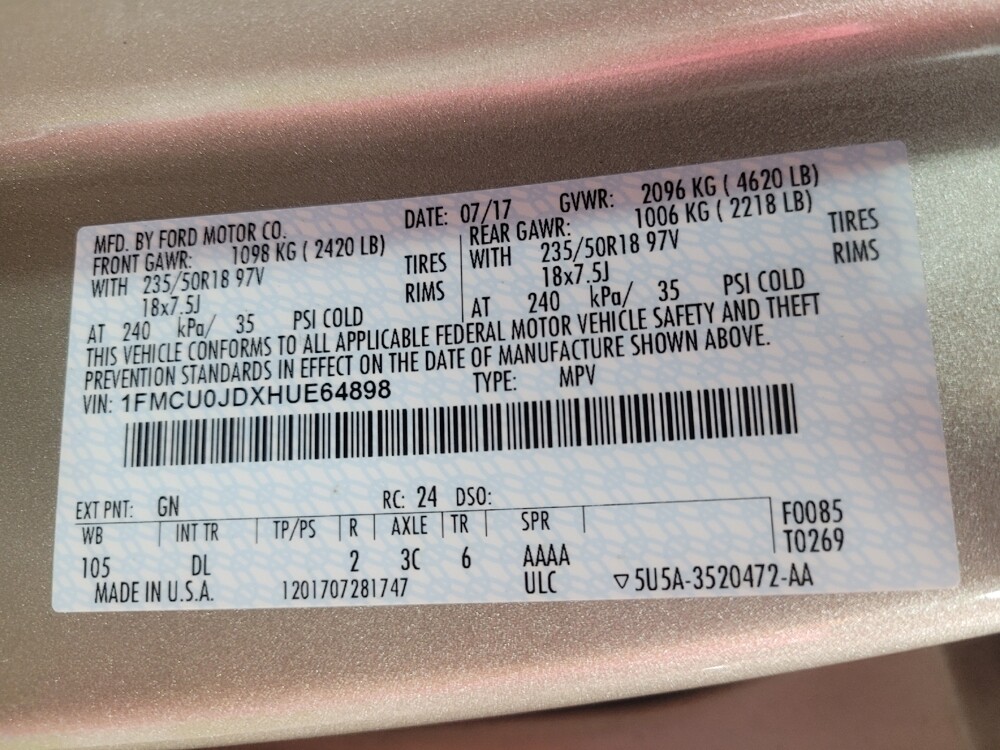 MFD. BY FORD MOTOR CO. DATE: 07/17 GVWR: 2096 KG ( 4620 LB)
FRONT GAWR: 1098 KG ( 2420 LB)
WITH 235/50R18 97V TIRES
18x7.5J RIMS
AT 240 kPa/ 35 PSI COLD
REAR GAWR: 1006 KG ( 2218 LB)
WITH 235/50R18 97V TIRES
18x7.5J RIMS
AT 240 kPa/ 35 PSI COLD
THIS VEHICLE CONFORMS TO ALL APPLICABLE FEDERAL MOTOR VEHICLE SAFETY AND THEFT
PREVENTION STANDARDS IN EFFECT ON THE DATE OF MANUFACTURE SHOWN ABOVE.
VIN: 1FMCU0JDXHUE64898 TYPE: MPV
EXT PNT: GN RC: 24 DSO:
WB INT TR TP/PS R AXLE TR SPR F0085
105 DL 2 3C 6 AAAA T0269
MADE IN U.S.A. 1201707281747 ULC ▽5U5A-3520472-AA